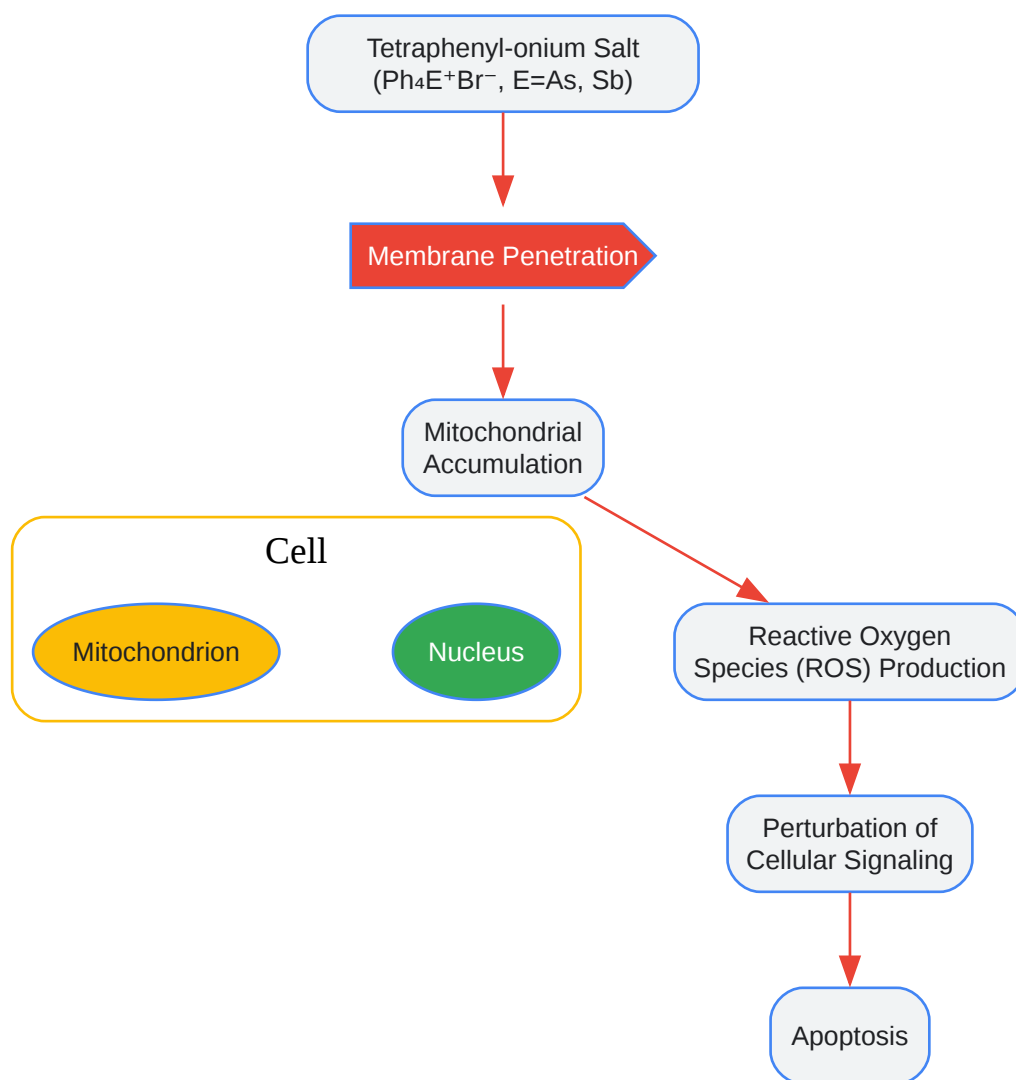 Tetraphenyl-onium Salt
(Ph₄E⁺Br⁻, E=As, Sb)
Membrane Penetration
Mitochondrial
Accumulation
Cell
Mitochondrion
Nucleus
Reactive Oxygen
Species (ROS) Production
Perturbation of
Cellular Signaling
Apoptosis